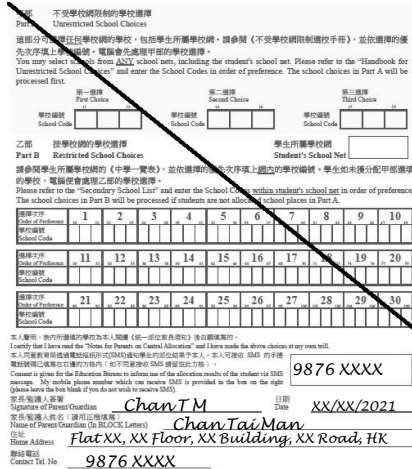 部 不受學校網限制的學校選擇
Part Unrestricted School Choices
這部分可選擇任何學校網的學校，包括學生所屬學校網。請參閱《不受學校網限制選校手冊》，並依選擇的優
先次序填上學校編號。電腦會先處理甲部的學校選擇。
You may select schools from ANY school nets, including the student's school net. Please refer to the “Handbook for
Unrestricted School Choices” and enter the School Codes in order of preference. The school choices in Part A will be
processed first.
第一選擇 第二選擇 第三選擇
First Choice Second Choice Third Choice
學校編號 學校編號 學校編號
School Code School Code School Code
乙部 按學校網的學校選擇 學生所屬學校網
Part B Restricted School Choices Student's School Net
請參閱學生所屬學校網的《中學一覽表》，並依選擇的優先次序填上網內的學校編號。學生如未獲分配甲部選填
的學校，電腦便會處理乙部的學校選擇。
Please refer to the “Secondary School List” and enter the School Codes within student's school net in order of preference.
The school choices in Part B will be processed if students are not allocated school places in Part A.
選擇次序 1 2 3 4 5 6 7 8 9 10
Order of Preference
學校編號
School Code
選擇次序 11 12 13 14 15 16 17 18 19 20
Order of Preference
學校編號
School Code
選擇次序 21 22 23 24 25 26 27 28 29 30
Order of Preference
學校編號
School Code
本人聲明，表內所邀填的學校為本人閱讀《統一派位家長須知》後自願填寫的。
I certify that I have read the “Notes for Parents on Central Allocation” and I have made the above choices at my own will.
本人同意教育局透過電話短訊形式(SMS)通知學生的派位結果予本人。本人可接收 SMS 的手提
電話號碼已填寫在右邊的方格內（如不同意接收 SMS 請留空此方格）。
Consent is given for the Education Bureau to inform me of the allocation results of the student via SMS
message. My mobile phone number which can receive SMS is provided in the box on the right
(please leave the box blank if you do not wish to receive SMS).
9876 XXXX
家長/監護人簽署 日期
Signature of Parent/Guardian Chan T M Date XX/XX/2021
家長/監護人姓名（請用正楷填寫）
Name of Parent/Guardian (In BLOCK Letters) Chan Tai Man
住址
Home Address Flat XX, XX Floor, XX Building, XX Road, HK
聯絡電話
Contact Tel. No. 9876 XXXX